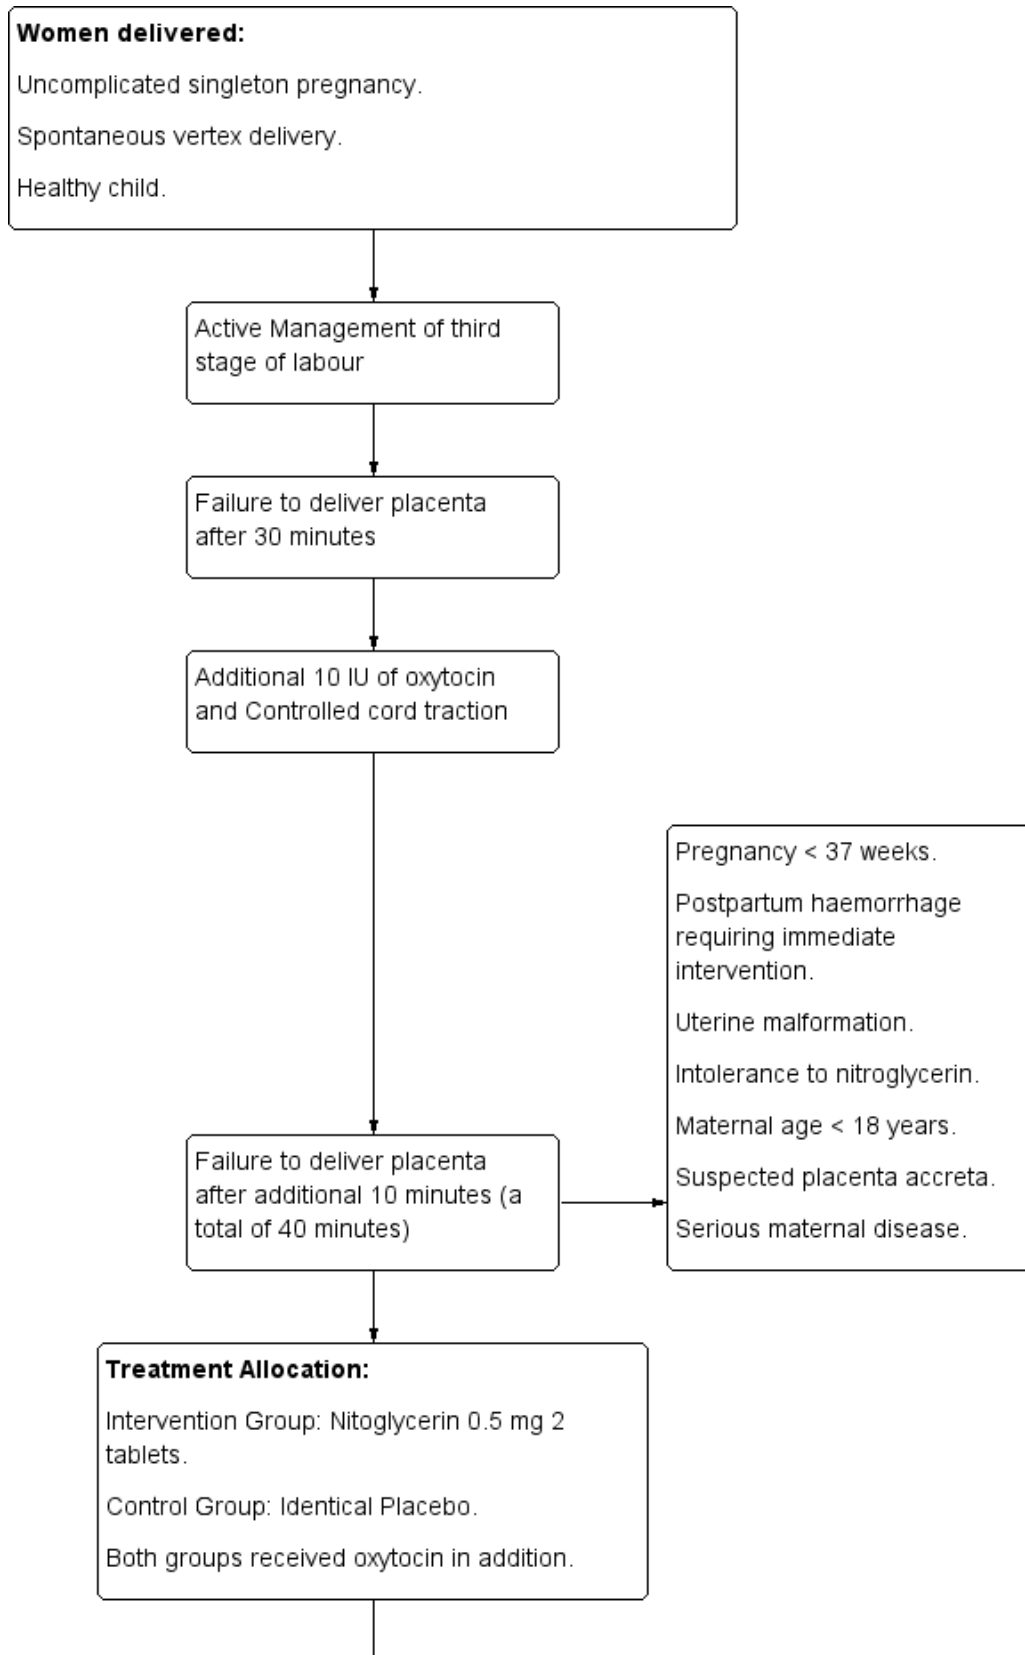 Women delivered:
Uncomplicated singleton pregnancy.
Spontaneous vertex delivery.
Healthy child.
Active Management of third
stage of labour
Failure to deliver placenta
after 30 minutes
Additional 10 IU of oxytocin
and Controlled cord traction
Failure to deliver placenta
after additional 10 minutes (a
total of 40 minutes)
Pregnancy < 37 weeks.
Postpartum haemorrhage
requiring immediate
intervention.
Uterine malformation.
Intolerance to nitroglycerin.
Maternal age < 18 years.
Suspected placenta accreta.
Serious maternal disease.
Treatment Allocation:
Intervention Group: Nitoglycerin 0.5 mg 2
tablets.
Control Group: Identical Placebo.
Both groups received oxytocin in addition.